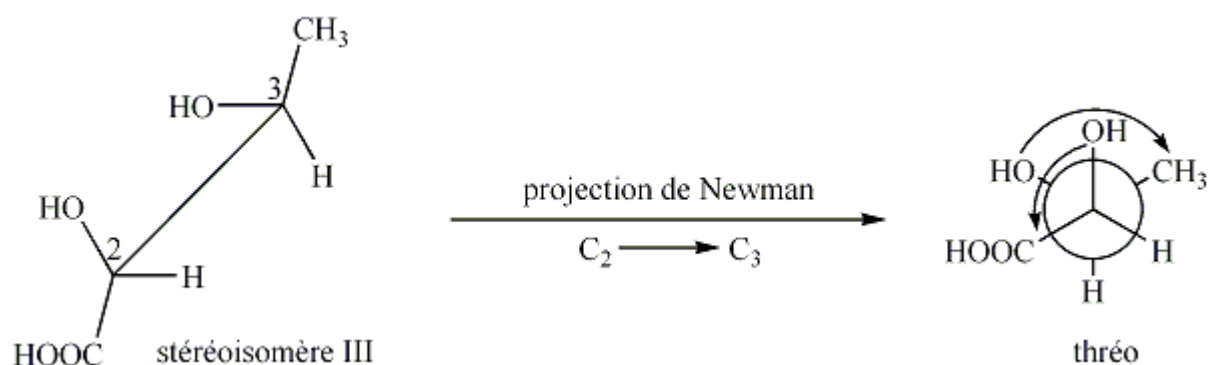 CH₃
3
HO
H
HO
2
H
HOOC
stéréoisomère III
projection de Newman
C₂ → C₃
OH
HO
CH₃
HOOC
H
H
thréo